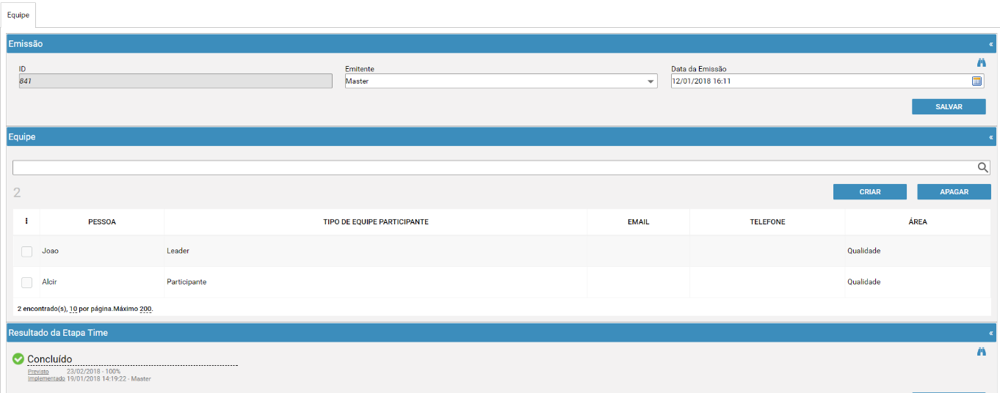 Equipe
Emissão «
ID Emitente Data da Emissão
841 Master 12/01/2018 16:11
SALVAR
Equipe «
2 CRIAR APAGAR
PESSOA TIPO DE EQUIPE PARTICIPANTE EMAIL TELEFONE ÁREA
Joao Leader Qualidade
Alcir Participante Qualidade
2 encontrado(s), 10 por página.Máximo 200.
Resultado da Etapa Time «
Concluído
Previsto 23/02/2018 - 100%
Implementado 19/01/2018 14:19:22 - Master